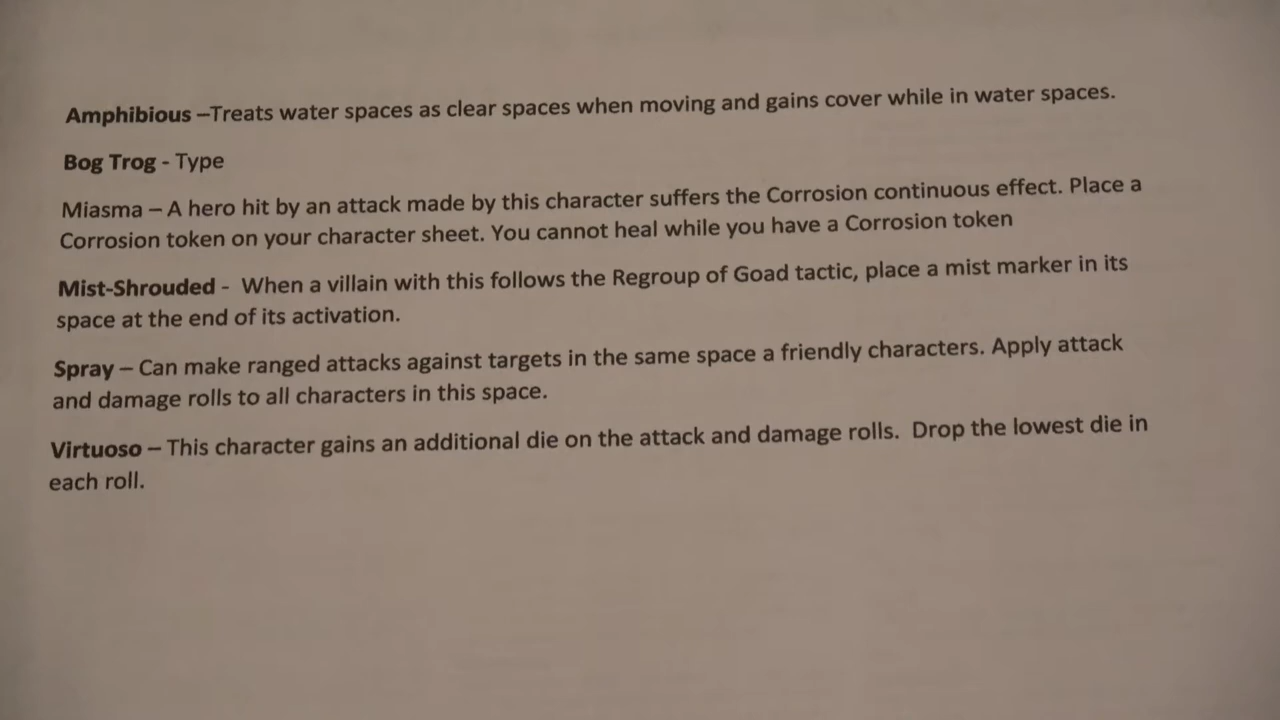 Amphibious –Treats water spaces as clear spaces when moving and gains cover while in water spaces.
Bog Trog - Type
Miasma – A hero hit by an attack made by this character suffers the Corrosion continuous effect. Place a
Corrosion token on your character sheet. You cannot heal while you have a Corrosion token
Mist-Shrouded -  When a villain with this follows the Regroup of Goad tactic, place a mist marker in its
space at the end of its activation.
Spray – Can make ranged attacks against targets in the same space a friendly characters. Apply attack
and damage rolls to all characters in this space.
Virtuoso – This character gains an additional die on the attack and damage rolls.  Drop the lowest die in
each roll.